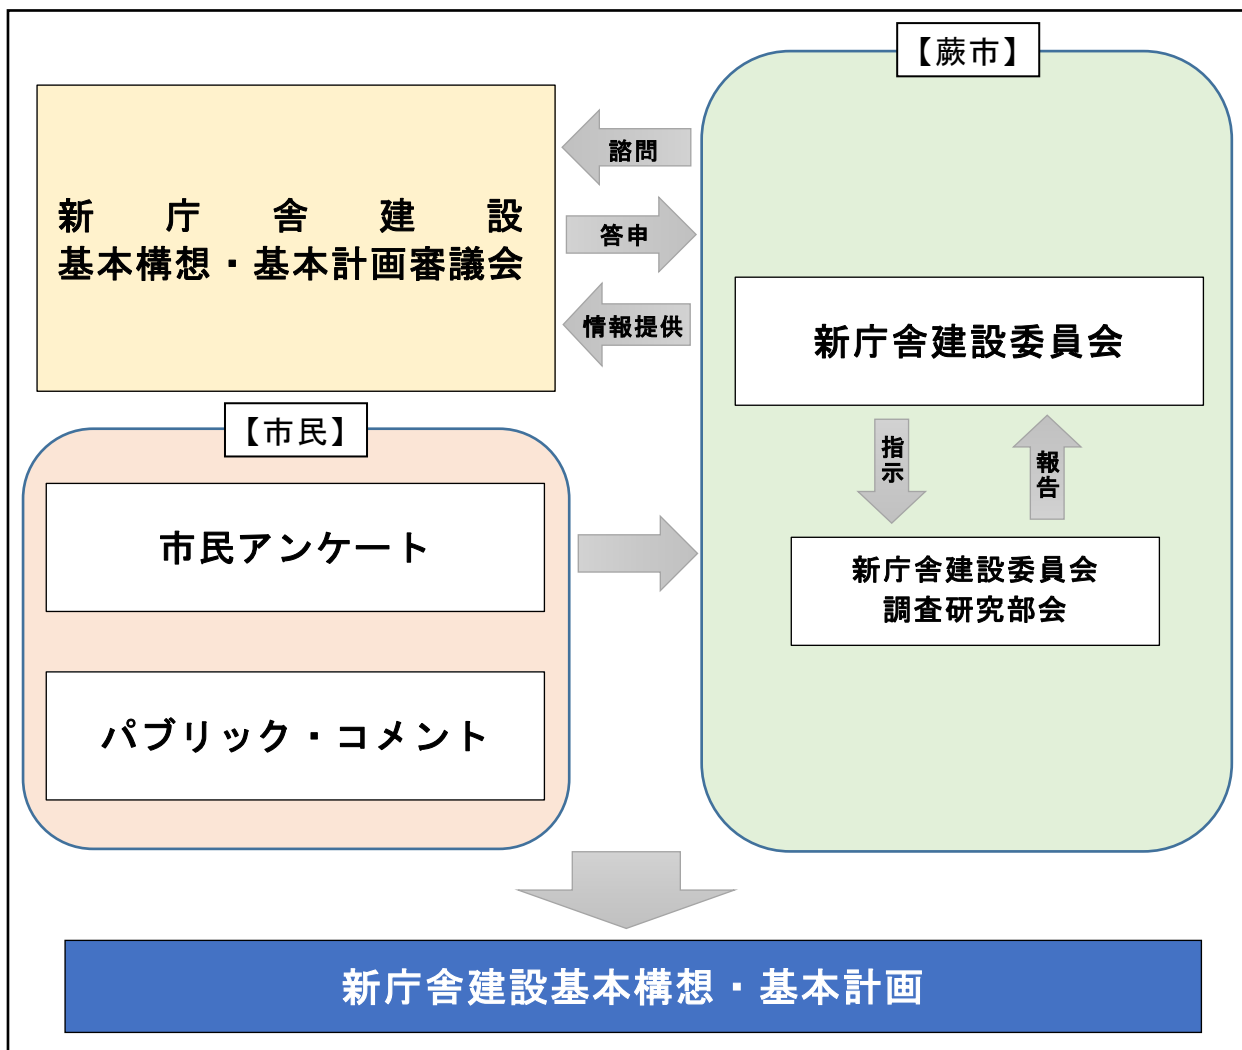 【蕨市】
諮問
新庁舎建設
基本構想・基本計画審議会
答申
情報提供
新庁舎建設委員会
【市民】
指示
報告
市民アンケート
新庁舎建設委員会
調査研究部会
パブリック・コメント
新庁舎建設基本構想・基本計画